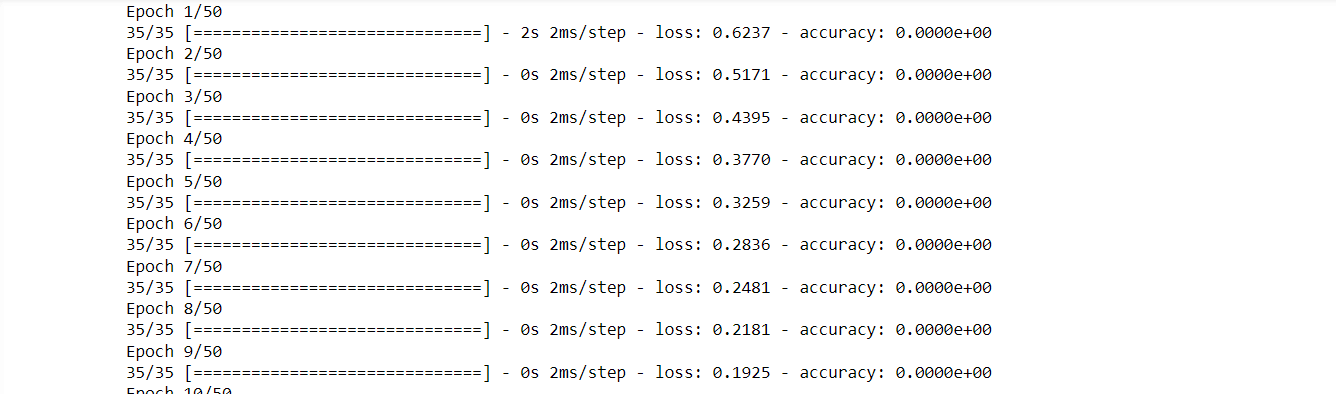 Epoch 1/50
35/35 [==============================] - 2s 2ms/step - loss: 0.6237 - accuracy: 0.0000e+00
Epoch 2/50
35/35 [==============================] - 0s 2ms/step - loss: 0.5171 - accuracy: 0.0000e+00
Epoch 3/50
35/35 [==============================] - 0s 2ms/step - loss: 0.4395 - accuracy: 0.0000e+00
Epoch 4/50
35/35 [==============================] - 0s 2ms/step - loss: 0.3770 - accuracy: 0.0000e+00
Epoch 5/50
35/35 [==============================] - 0s 2ms/step - loss: 0.3259 - accuracy: 0.0000e+00
Epoch 6/50
35/35 [==============================] - 0s 2ms/step - loss: 0.2836 - accuracy: 0.0000e+00
Epoch 7/50
35/35 [==============================] - 0s 2ms/step - loss: 0.2481 - accuracy: 0.0000e+00
Epoch 8/50
35/35 [==============================] - 0s 2ms/step - loss: 0.2181 - accuracy: 0.0000e+00
Epoch 9/50
35/35 [==============================] - 0s 2ms/step - loss: 0.1925 - accuracy: 0.0000e+00
Epoch 10/50